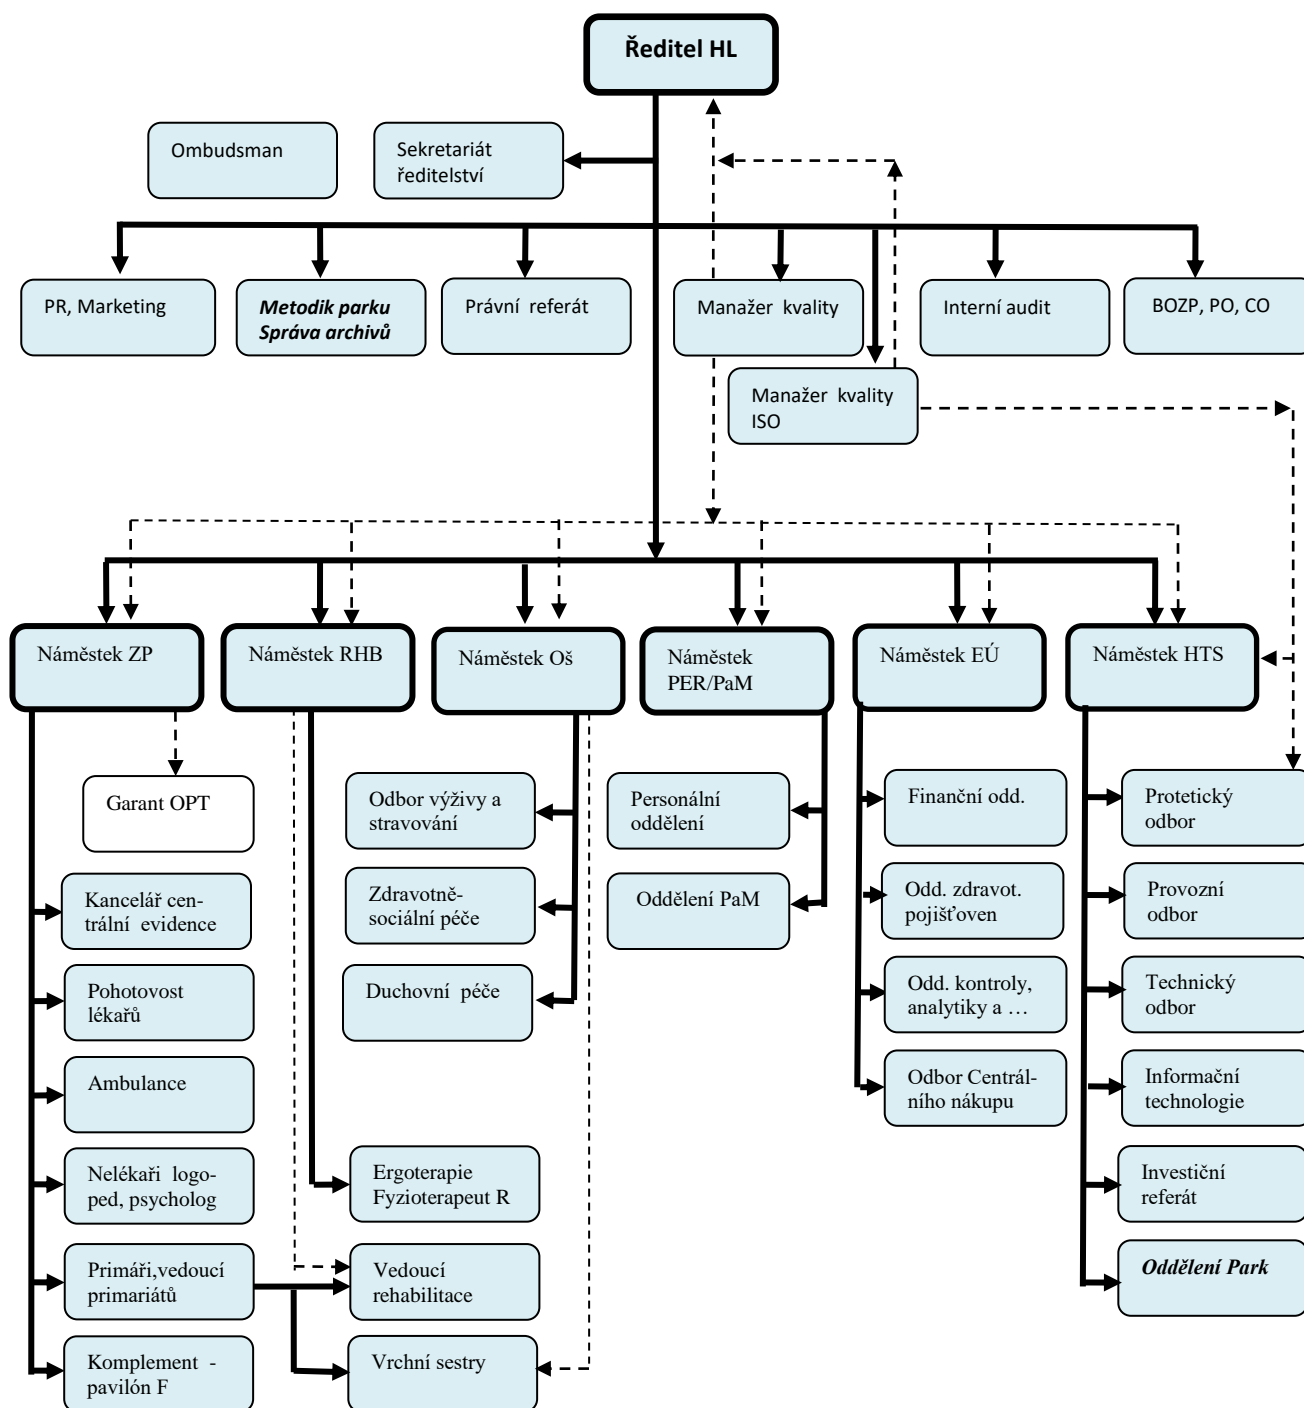 Ředitel HL
Ombudsman
Sekretariát
ředitelství
PR, Marketing
Metodik parku
Správa archivů
Právní referát
Manažer kvality
Interní audit
BOZP, PO, CO
Manažer kvality
ISO
Náměstek ZP
Náměstek RHB
Náměstek Oš
Náměstek
PER/PaM
Náměstek EÚ
Náměstek HTS
Garant OPT
Odbor výživy a
stravování
Personální
oddělení
Finanční odd.
Protetický
odbor
Kancelář cen-
trální evidence
Zdravotně-
sociální péče
Oddělení PaM
Odd. zdravot.
pojišťoven
Provozní
odbor
Pohotovost
lékařů
Duchovní péče
Odd. kontroly,
analytiky a …
Technický
odbor
Ambulance
Odbor Centrál-
ního nákupu
Informační
technologie
Nelékaři logo-
ped, psycholog
Ergoterapie
Fyzioterapeut R
Investiční
referát
Primáři,vedoucí
primariátů
Vedoucí
rehabilitace
Oddělení Park
Komplement -
pavilón F
Vrchní sestry